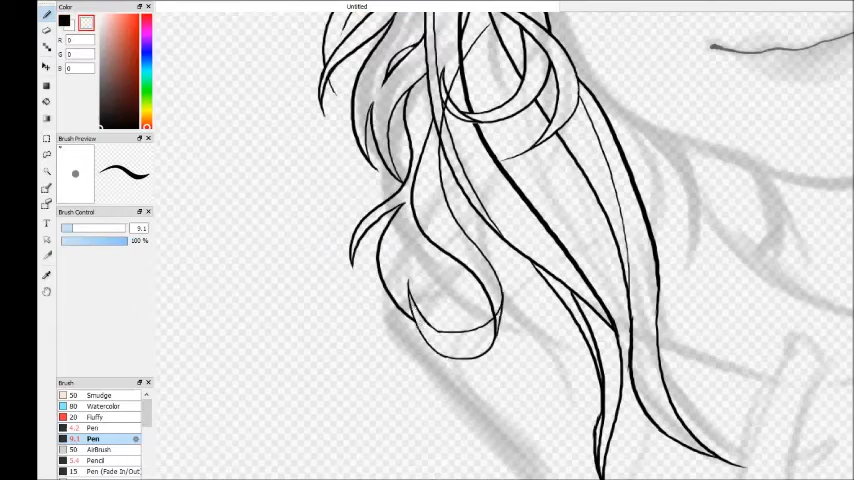 Untitled
Color
R 0
G 0
B 0
Brush Preview
Brush Control
9.1
100 %
Brush
50 Smudge
80 Watercolor
20 Fluffy
4.2 Pen
9.1 Pen
50 AirBrush
5.4 Pencil
15 Pen (Fade In/Out